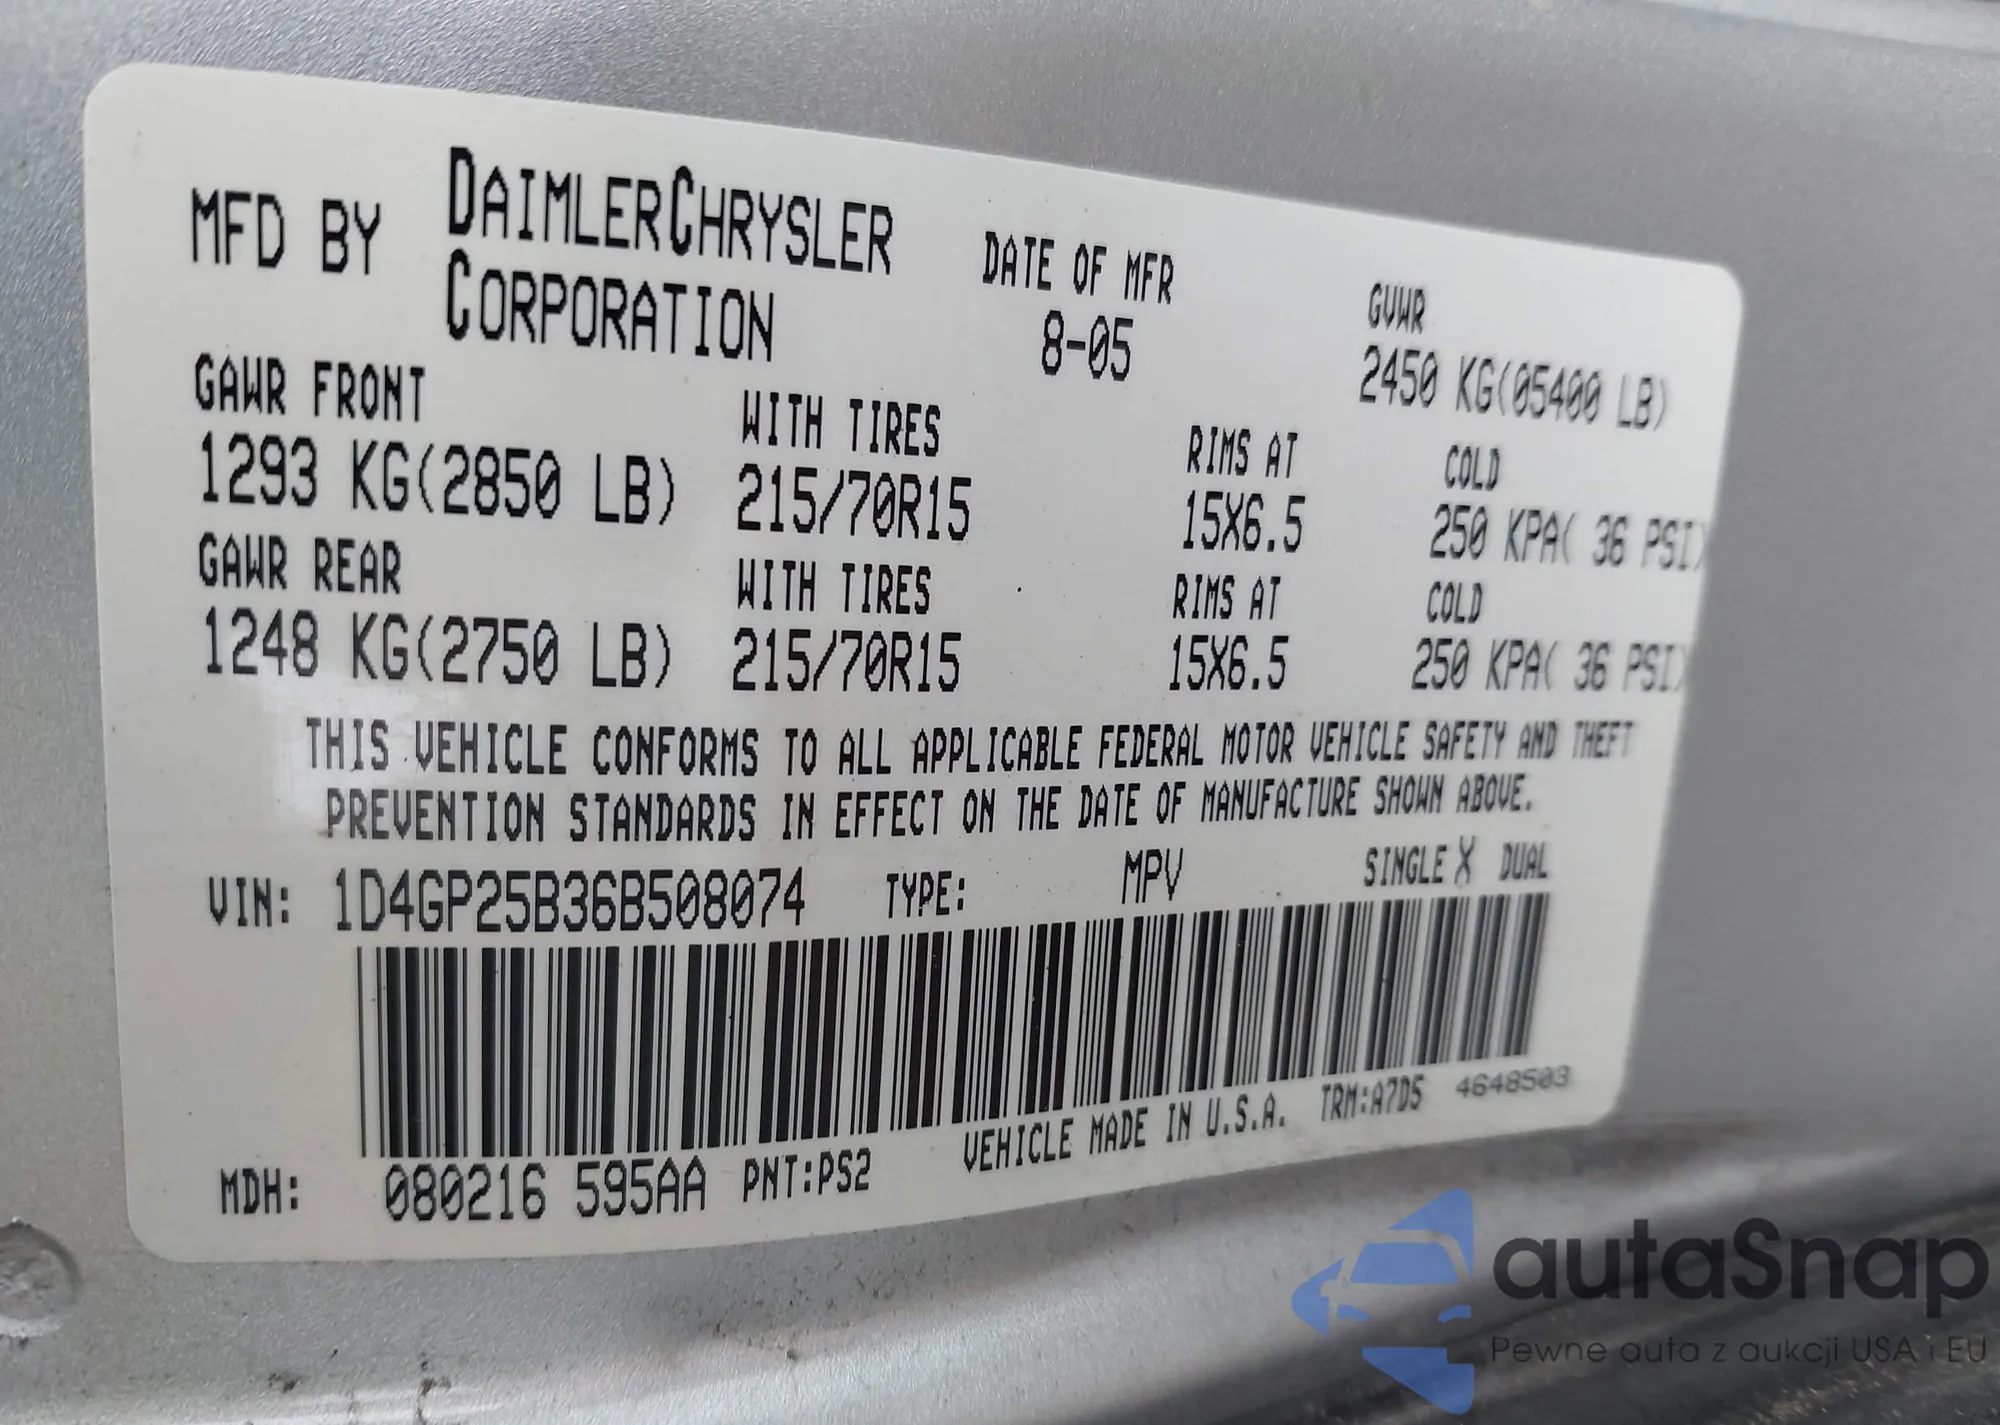 MFD BY DAIMLERCHRYSLER CORPORATION
DATE OF MFR
8-05
GVWR
2450 KG(05400 LB)
GAWR FRONT WITH TIRES RIMS AT COLD
1293 KG(2850 LB) 215/70R15 15X6.5 250 KPA( 36 PSI)
GAWR REAR WITH TIRES RIMS AT COLD
1248 KG(2750 LB) 215/70R15 15X6.5 250 KPA( 36 PSI)
THIS VEHICLE CONFORMS TO ALL APPLICABLE FEDERAL MOTOR VEHICLE SAFETY AND THEFT
PREVENTION STANDARDS IN EFFECT ON THE DATE OF MANUFACTURE SHOWN ABOVE.
VIN: 1D4GP25B36B508074 TYPE: MPV SINGLE X DUAL
MDH: 080216 595AA PNT:PS2 VEHICLE MADE IN U.S.A. TRM:A7D5 4648503
autaSnap
Pewne auta z aukcji USA i EU